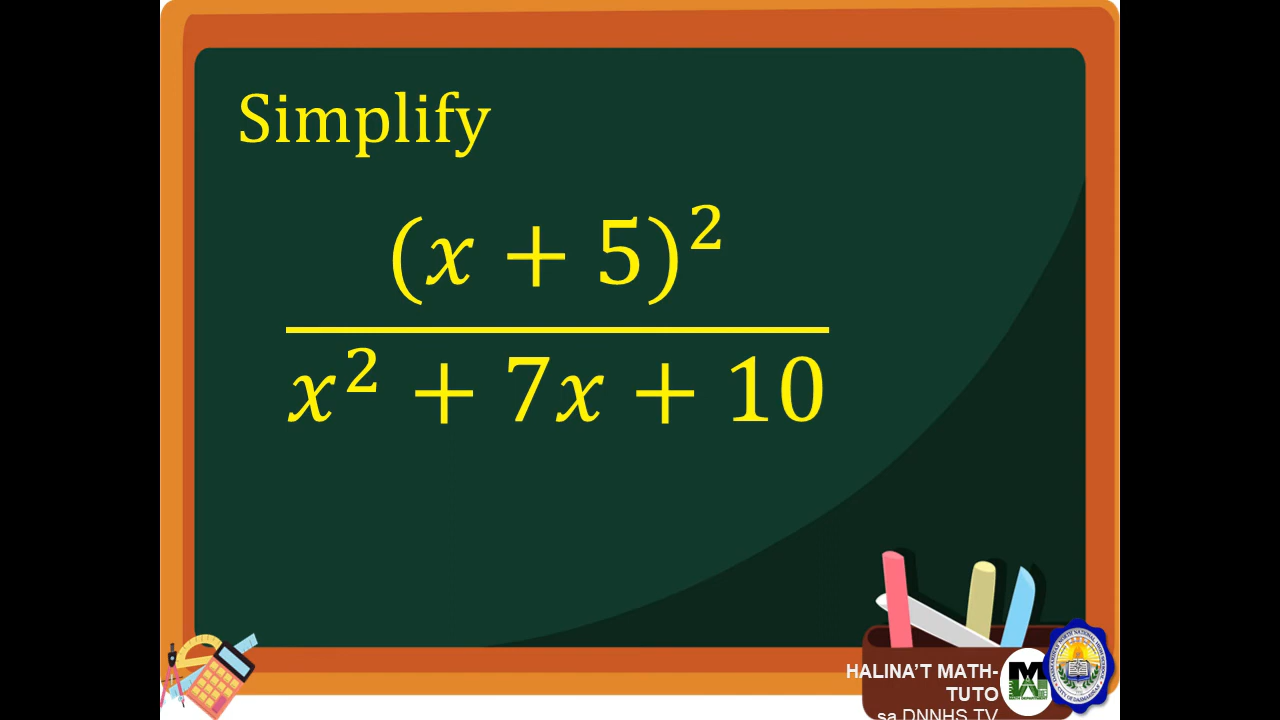 Simplify
(x + 5)²
x² + 7x + 10
HALINA’T MATH-
TUTO
sa DNNHS TV